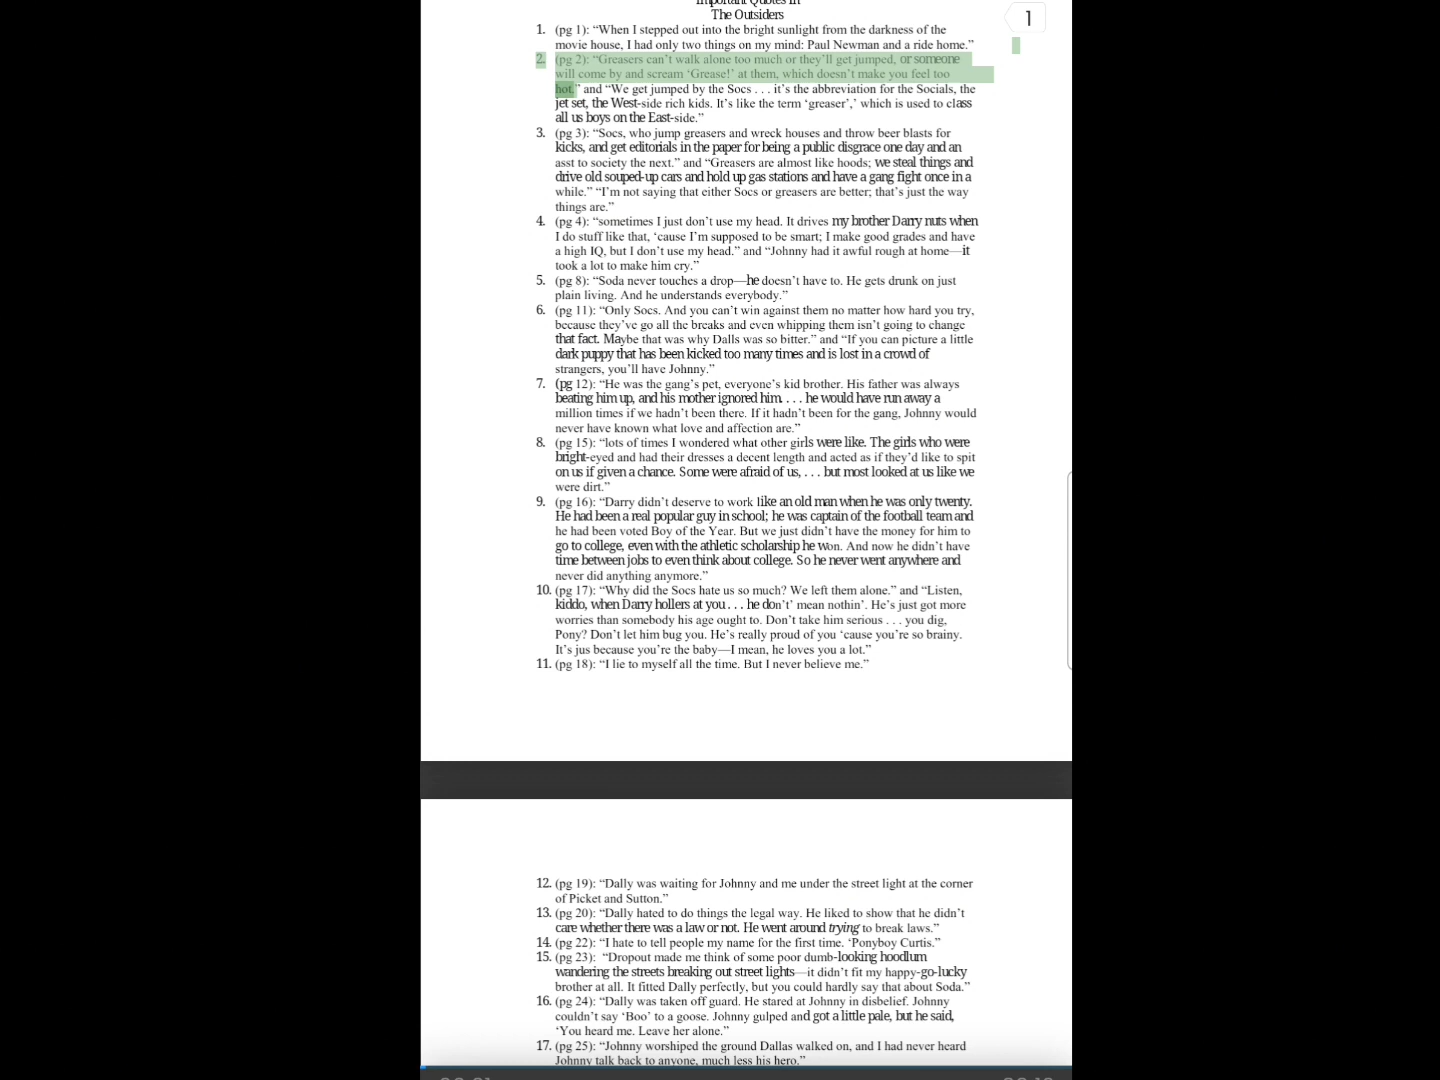 Important Quotes in
The Outsiders
1
1. (pg 1): “When I stepped out into the bright sunlight from the darkness of the
movie house, I had only two things on my mind: Paul Newman and a ride home.”
2. (pg 2): “Greasers can’t walk alone too much or they’ll get jumped, or someone
will come by and scream ‘Grease!’ at them, which doesn’t make you feel too
hot.” and “We get jumped by the Socs . . . it’s the abbreviation for the Socials, the
jet set, the West-side rich kids. It’s like the term ‘greaser’,’ which is used to class
all us boys on the East-side.”
3. (pg 3): “Socs, who jump greasers and wreck houses and throw beer blasts for
kicks, and get editorials in the paper for being a public disgrace one day and an
asst to society the next.” and “Greasers are almost like hoods; we steal things and
drive old souped-up cars and hold up gas stations and have a gang fight once in a
while.” “I’m not saying that either Socs or greasers are better; that’s just the way
things are.”
4. (pg 4): “sometimes I just don’t use my head. It drives my brother Darry nuts when
I do stuff like that, ‘cause I’m supposed to be smart; I make good grades and have
a high IQ, but I don’t use my head.” and “Johnny had it awful rough at home—it
took a lot to make him cry.”
5. (pg 8): “Soda never touches a drop—he doesn’t have to. He gets drunk on just
plain living. And he understands everybody.”
6. (pg 11): “Only Socs. And you can’t win against them no matter how hard you try,
because they’ve go all the breaks and even whipping them isn’t going to change
that fact. Maybe that was why Dalls was so bitter.” and “If you can picture a little
dark puppy that has been kicked too many times and is lost in a crowd of
strangers, you’ll have Johnny.”
7. (pg 12): “He was the gang’s pet, everyone’s kid brother. His father was always
beating him up, and his mother ignored him. . . . he would have run away a
million times if we hadn’t been there. If it hadn’t been for the gang, Johnny would
never have known what love and affection are.”
8. (pg 15): “lots of times I wondered what other girls were like. The girls who were
bright-eyed and had their dresses a decent length and acted as if they’d like to spit
on us if given a chance. Some were afraid of us, . . . but most looked at us like we
were dirt.”
9. (pg 16): “Darry didn’t deserve to work like an old man when he was only twenty.
He had been a real popular guy in school; he was captain of the football team and
he had been voted Boy of the Year. But we just didn’t have the money for him to
go to college, even with the athletic scholarship he won. And now he didn’t have
time between jobs to even think about college. So he never went anywhere and
never did anything anymore.”
10. (pg 17): “Why did the Socs hate us so much? We left them alone.” and “Listen,
kiddo, when Darry hollers at you . . . he don’t’ mean nothin’. He’s just got more
worries than somebody his age ought to. Don’t take him serious . . . you dig,
Pony? Don’t let him bug you. He’s really proud of you ‘cause you’re so brainy.
It’s jus because you’re the baby—I mean, he loves you a lot.”
11. (pg 18): “I lie to myself all the time. But I never believe me.”
12. (pg 19): “Dally was waiting for Johnny and me under the street light at the corner
of Picket and Sutton.”
13. (pg 20): “Dally hated to do things the legal way. He liked to show that he didn’t
care whether there was a law or not. He went around trying to break laws.”
14. (pg 22): “I hate to tell people my name for the first time. ‘Ponyboy Curtis.”
15. (pg 23): “Dropout made me think of some poor dumb-looking hoodlum
wandering the streets breaking out street lights—it didn’t fit my happy-go-lucky
brother at all. It fitted Dally perfectly, but you could hardly say that about Soda.”
16. (pg 24): “Dally was taken off guard. He stared at Johnny in disbelief. Johnny
couldn’t say ‘Boo’ to a goose. Johnny gulped and got a little pale, but he said,
‘You heard me. Leave her alone.”
17. (pg 25): “Johnny worshiped the ground Dallas walked on, and I had never heard
Johnny talk back to anyone, much less his hero.”